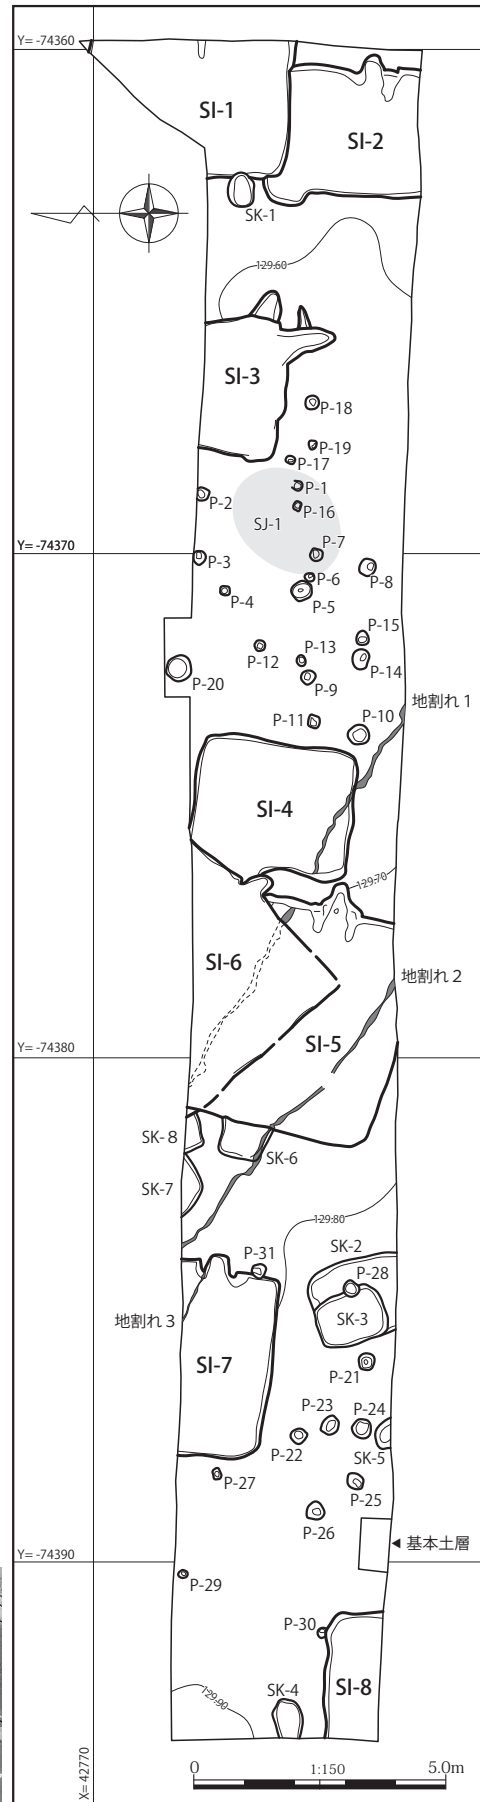 Y= -74360
SI-1
SI-2
SK-1
129.60
SI-3
P-18
P-19
P-17
P-1
P-2
P-16
SJ-1
P-7
Y= -74370
P-3
P-6
P-8
P-4
P-5
P-15
P-12
P-13
P-14
P-20
P-9
地割れ 1
P-11
P-10
SI-4
129.70
SI-6
地割れ 2
SI-5
Y= -74380
SK-8
SK-6
SK-7
129.80
P-31
SK-2
P-28
地割れ 3
SK-3
SI-7
P-21
P-23
P-24
P-22
SK-5
P-27
P-25
P-26
基本土層
Y= -74390
P-29
P-30
SK-4
SI-8
129.90
X= 42770
0
1:150
5.0m